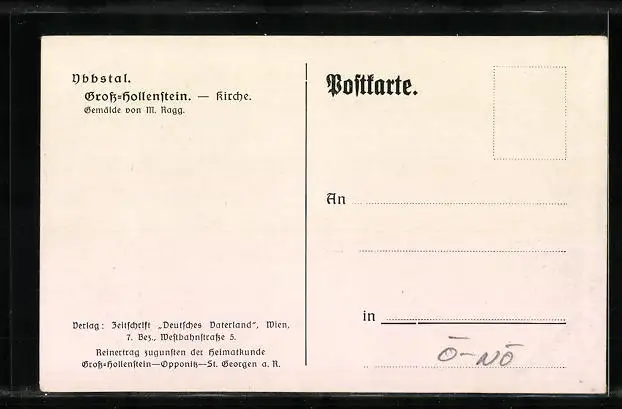 Ybbstal.
Groß-Hollenstein. — Kirche.
Gemälde von M. Ragg.
Postkarte.
An
in
Verlag: Zeitschrift „Deutsches Vaterland", Wien,
7. Bez., Westbahnstraße 5.
Reinertrag zugunsten der Heimatkunde
Groß-Hollenstein—Opponitz—St. Georgen a. R.
Ō-NÖ